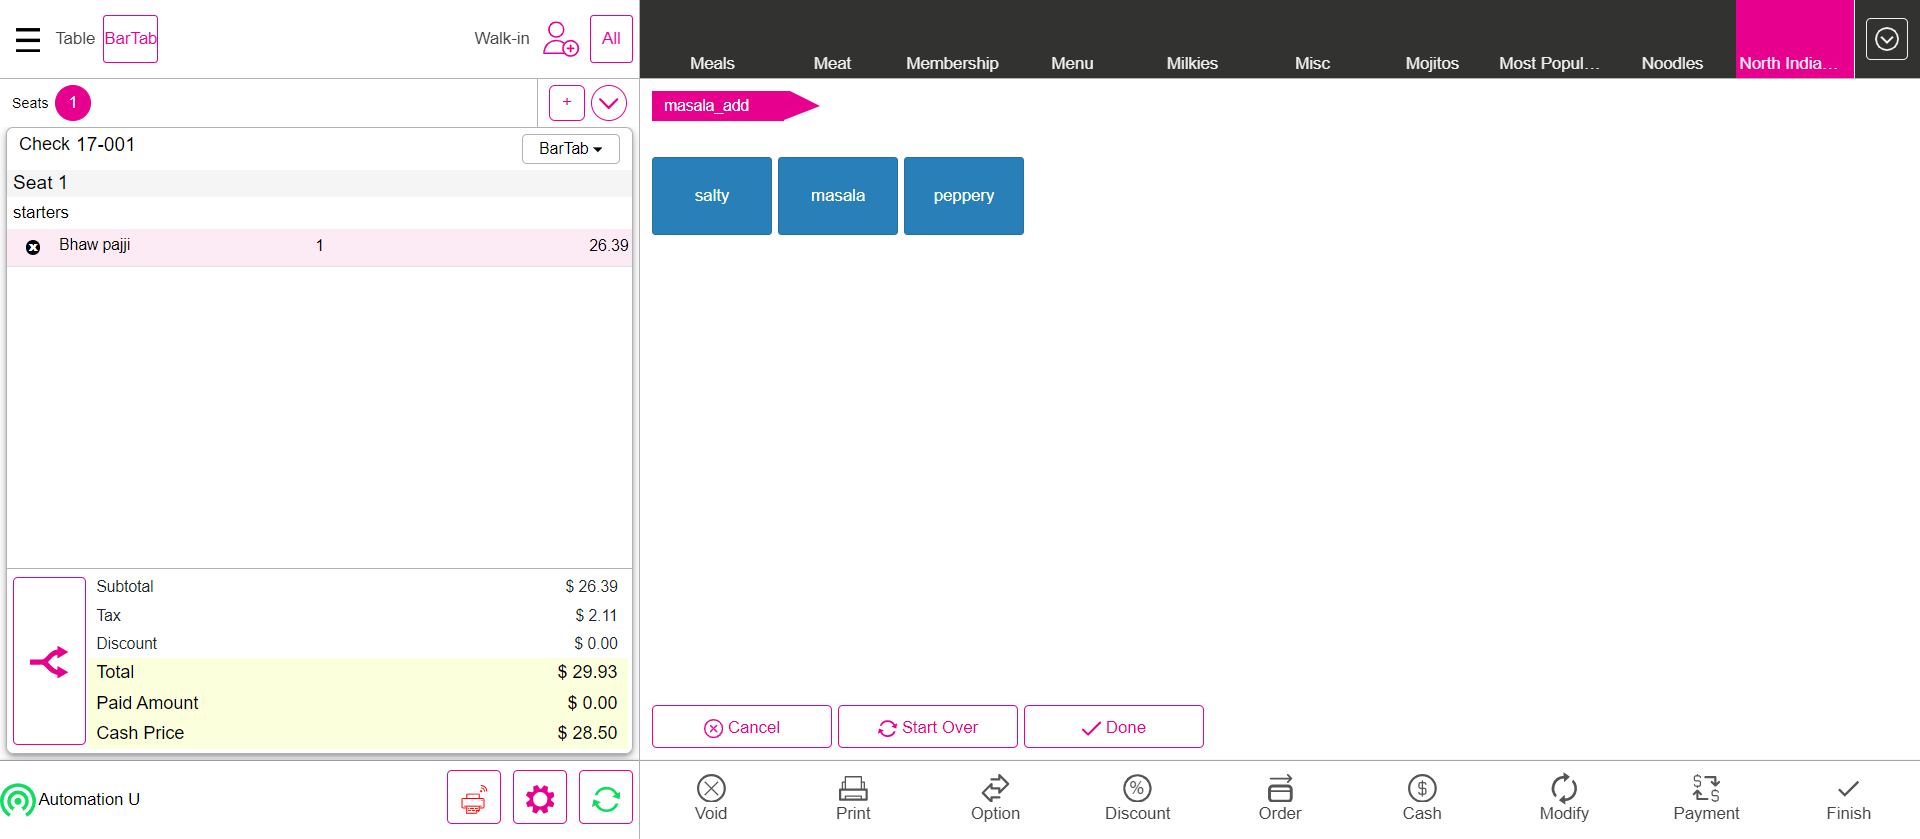 Table
BarTab
Walk-in
All
Meals
Meat
Membership
Menu
Milkies
Misc
Mojitos
Most Popul...
Noodles
North India...
Seats
1
+
masala_add
Check 17-001
BarTab
Seat 1
starters
Bhaw pajji 1 26.39
salty
masala
peppery
Subtotal $ 26.39
Tax $ 2.11
Discount $ 0.00
Total $ 29.93
Paid Amount $ 0.00
Cash Price $ 28.50
Cancel
Start Over
Done
Automation U
Void
Print
Option
Discount
Order
Cash
Modify
Payment
Finish